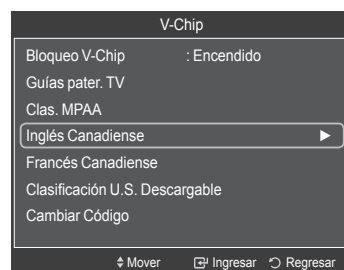 V-Chip
Bloqueo V-Chip : Encendido
Guías pater. TV
Clas. MPAA
Inglés Canadiense
Francés Canadiense
Clasificación U.S. Descargable
Cambiar Código
Mover Ingresar Regresar